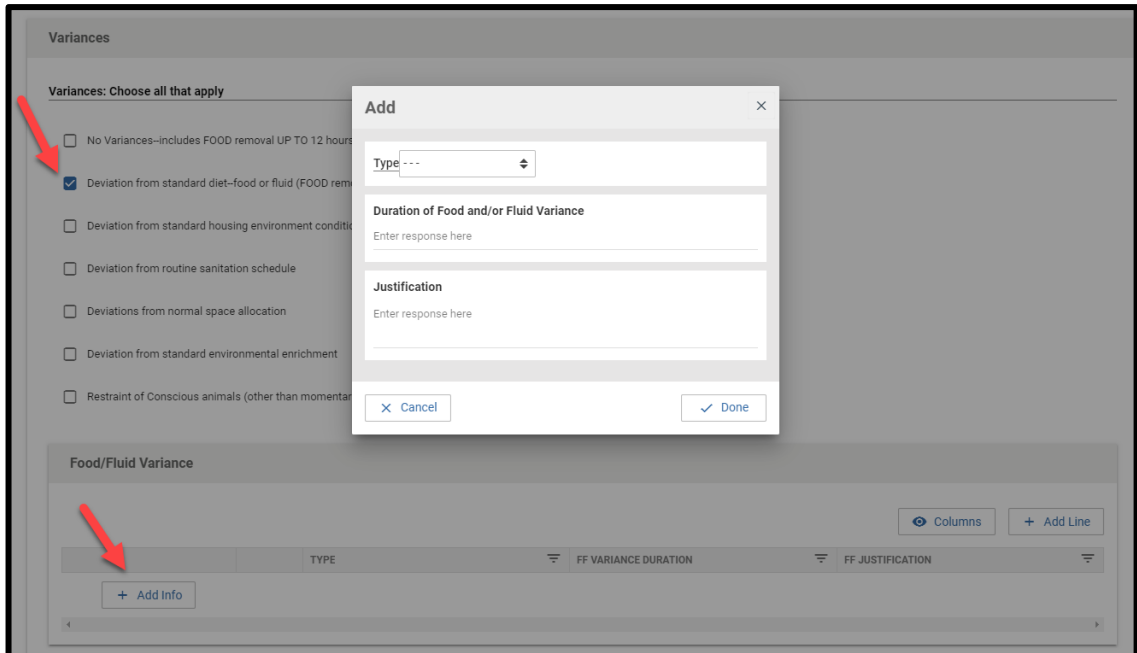 Variances
Variances: Choose all that apply
No Variances--includes FOOD removal UP TO 12 hours
Deviation from standard diet--food or fluid (FOOD
Deviation from standard housing environment
Deviation from routine sanitation schedule
Deviations from normal space allocation
Deviation from standard environmental enrichment
Restraint of Conscious animals (other than
Add
Type ---
Duration of Food and/or Fluid Variance
Enter response here
Justification
Enter response here
Cancel
Done
Food/Fluid Variance
Columns
+ Add Line
TYPE
FF VARIANCE DURATION
FF JUSTIFICATION
+ Add Info